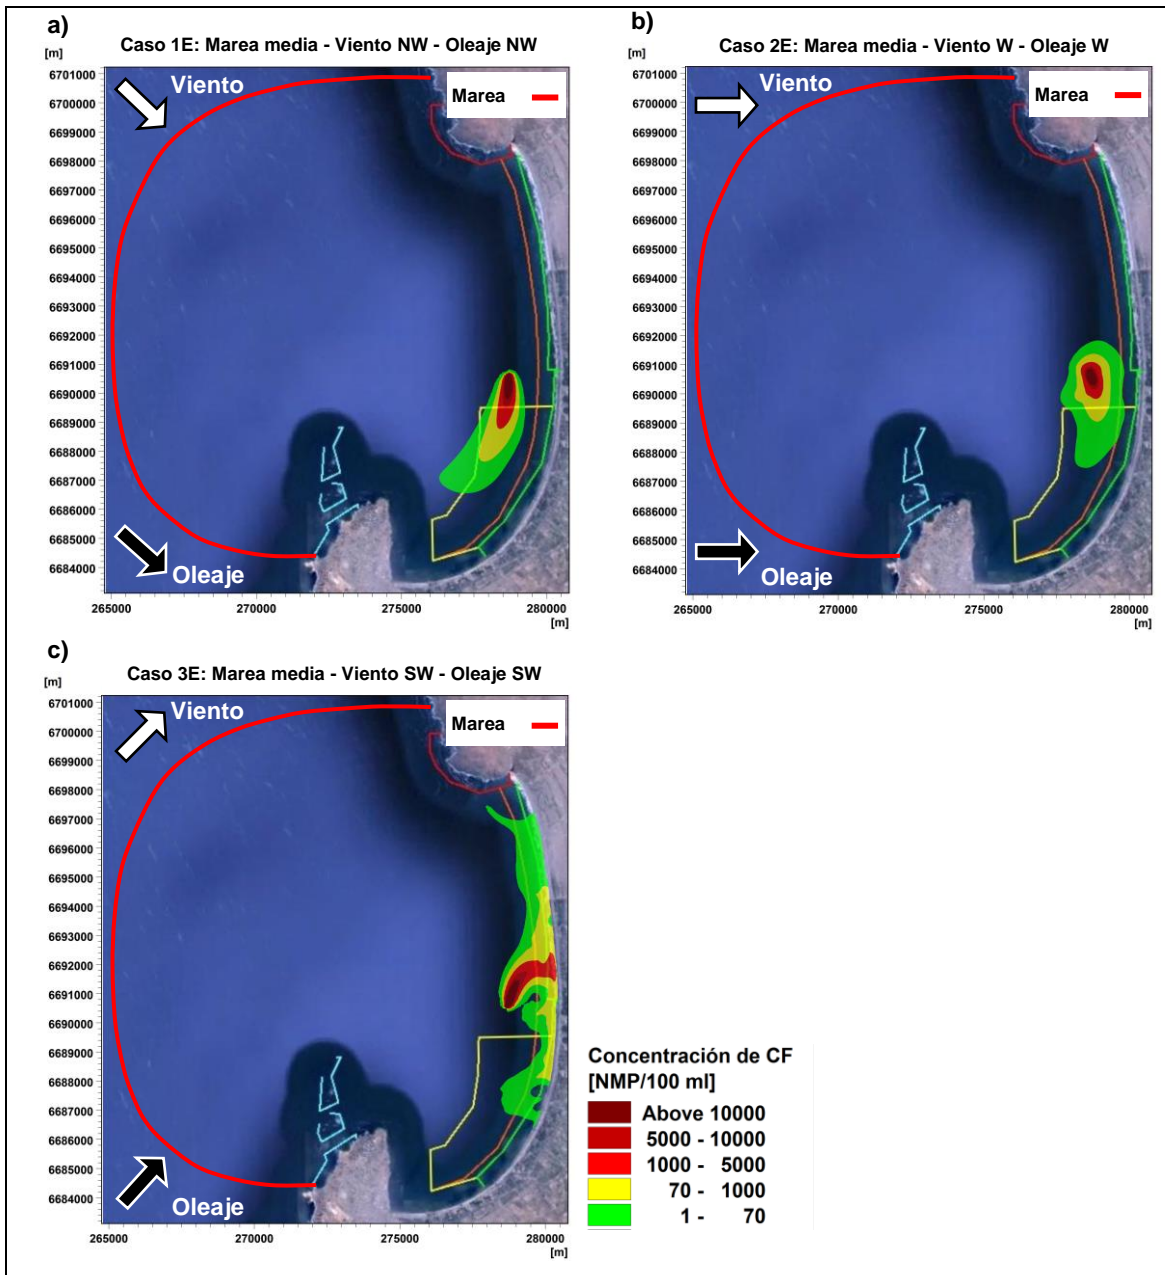 a)
Caso 1E: Marea media - Viento NW - Oleaje NW
[m]
6701000
6700000
6699000
6698000
6697000
6696000
6695000
6694000
6693000
6692000
6691000
6690000
6689000
6688000
6687000
6686000
6685000
6684000
Viento
Marea
Oleaje
265000 270000 275000 280000
[m]
b)
Caso 2E: Marea media - Viento W - Oleaje W
[m]
6701000
6700000
6699000
6698000
6697000
6696000
6695000
6694000
6693000
6692000
6691000
6690000
6689000
6688000
6687000
6686000
6685000
6684000
Viento
Marea
Oleaje
265000 270000 275000 280000
[m]
c)
Caso 3E: Marea media - Viento SW - Oleaje SW
[m]
6701000
6700000
6699000
6698000
6697000
6696000
6695000
6694000
6693000
6692000
6691000
6690000
6689000
6688000
6687000
6686000
6685000
6684000
Viento
Marea
Oleaje
265000 270000 275000 280000
[m]
Concentración de CF
[NMP/100 ml]
Above 10000
5000 - 10000
1000 - 5000
70 - 1000
1 - 70